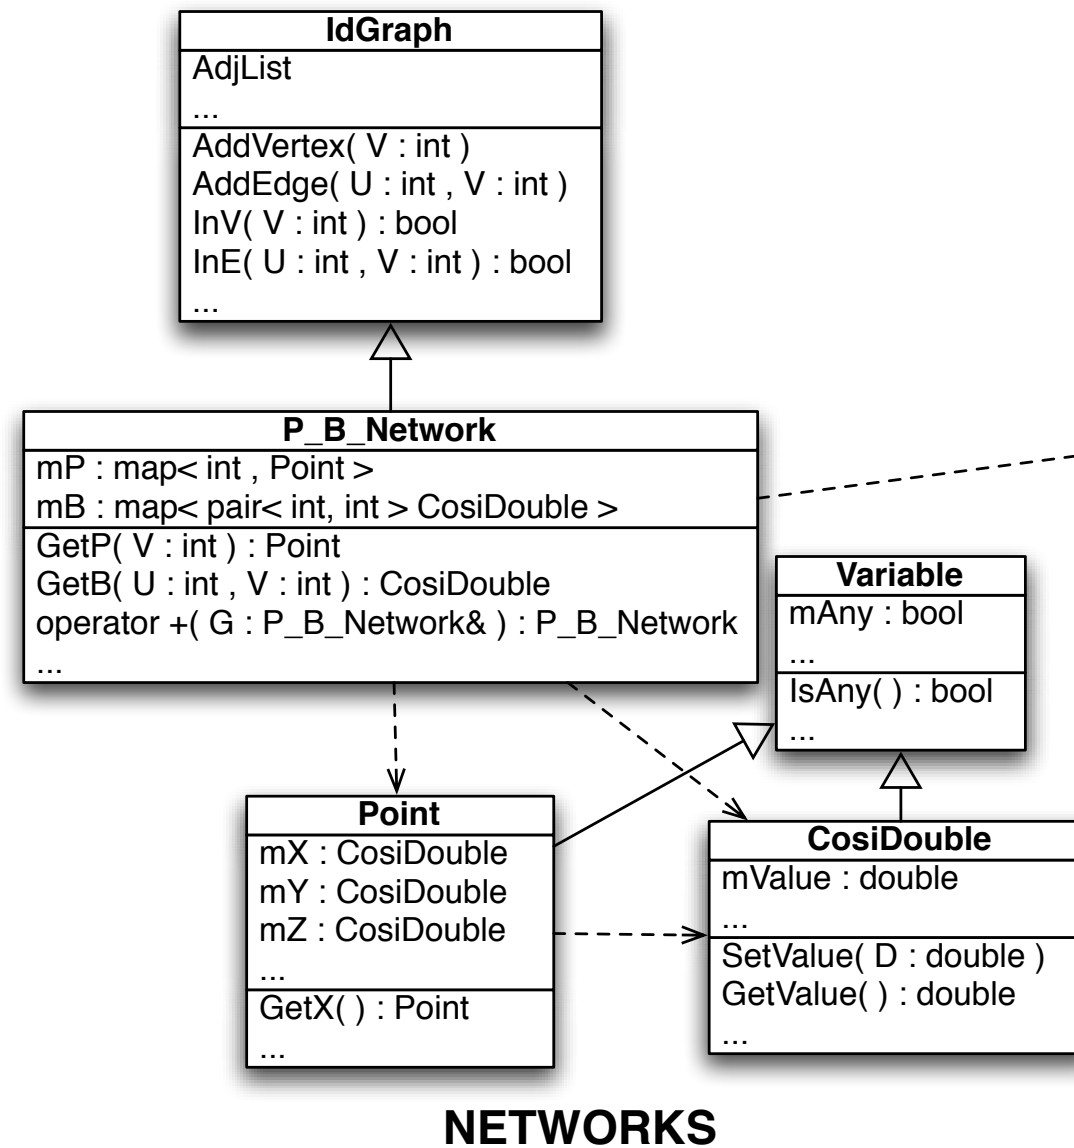 IdGraph
AdjList
...
AddVertex( V : int )
AddEdge( U : int , V : int )
InV( V : int ) : bool
InE( U : int , V : int ) : bool
...
P_B_Network
mP : map< int , Point >
mB : map< pair< int, int > CosiDouble >
GetP( V : int ) : Point
GetB( U : int , V : int ) : CosiDouble
operator +( G : P_B_Network& ) : P_B_Network
...
Variable
mAny : bool
...
IsAny( ) : bool
...
Point
mX : CosiDouble
mY : CosiDouble
mZ : CosiDouble
...
GetX( ) : Point
...
CosiDouble
mValue : double
...
SetValue( D : double )
GetValue( ) : double
...
NETWORKS